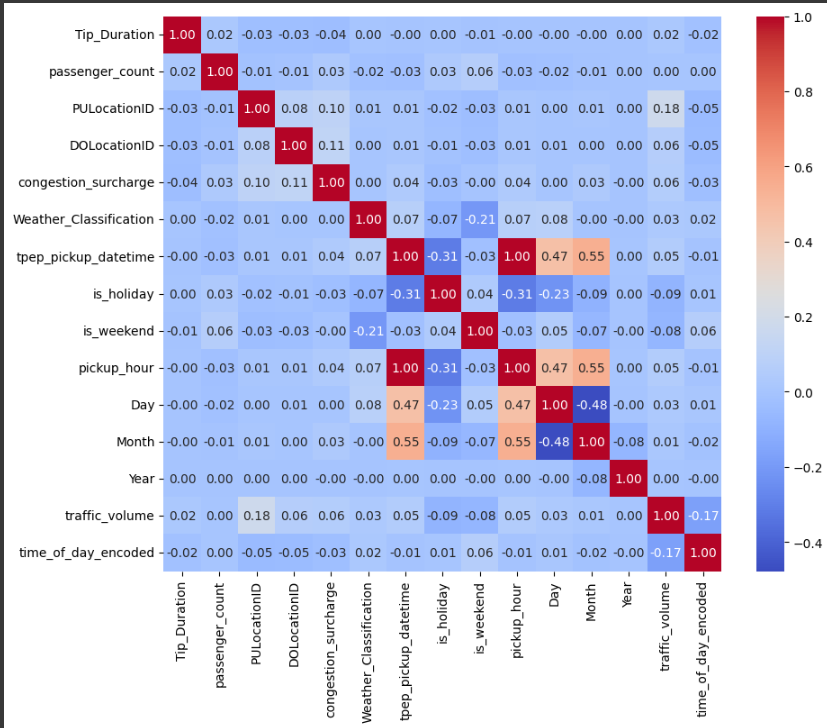 Tip_Duration 1.00 0.02 -0.03 -0.03 -0.04 0.00 -0.00 0.00 -0.01 -0.00 -0.00 -0.00 0.00 0.02 -0.02
passenger_count 0.02 1.00 -0.01 -0.01 0.03 -0.02 -0.03 0.03 0.06 -0.03 -0.02 -0.01 0.00 0.00 0.00
PULocationID -0.03 -0.01 1.00 0.08 0.10 0.01 0.01 -0.02 -0.03 0.01 0.00 0.01 0.00 0.18 -0.05
DOLocationID -0.03 -0.01 0.08 1.00 0.11 0.00 0.01 -0.01 -0.03 0.01 0.01 0.00 0.00 0.06 -0.05
congestion_surcharge -0.04 0.03 0.10 0.11 1.00 0.00 0.04 -0.03 -0.00 0.04 0.00 0.03 -0.00 0.06 -0.03
Weather_Classification 0.00 -0.02 0.01 0.00 0.00 1.00 0.07 -0.07 -0.21 0.07 0.08 -0.00 -0.00 0.03 0.02
tpep_pickup_datetime -0.00 -0.03 0.01 0.01 0.04 0.07 1.00 -0.31 -0.03 1.00 0.47 0.55 0.00 0.05 -0.01
is_holiday 0.00 0.03 -0.02 -0.01 -0.03 -0.07 -0.31 1.00 0.04 -0.31 -0.23 -0.09 0.00 -0.09 0.01
is_weekend -0.01 0.06 -0.03 -0.03 -0.00 -0.21 -0.03 0.04 1.00 -0.03 0.05 -0.07 -0.00 -0.08 0.06
pickup_hour -0.00 -0.03 0.01 0.01 0.04 0.07 1.00 -0.31 -0.03 1.00 0.47 0.55 0.00 0.05 -0.01
Day -0.00 -0.02 0.00 0.01 0.00 0.08 0.47 -0.23 0.05 0.47 1.00 -0.48 -0.00 0.03 0.01
Month -0.00 -0.01 0.01 0.00 0.03 -0.00 0.55 -0.09 -0.07 0.55 -0.48 1.00 -0.08 0.01 -0.02
Year 0.00 0.00 0.00 0.00 -0.00 -0.00 0.00 0.00 -0.00 0.00 -0.00 -0.08 1.00 0.00 -0.00
traffic_volume 0.02 0.00 0.18 0.06 0.06 0.03 0.05 -0.09 -0.08 0.05 0.03 0.01 0.00 1.00 -0.17
time_of_day_encoded -0.02 0.00 -0.05 -0.05 -0.03 0.02 -0.01 0.01 0.06 -0.01 0.01 -0.02 -0.00 -0.17 1.00
Tip_Duration
passenger_count
PULocationID
DOLocationID
congestion_surcharge
Weather_Classification
tpep_pickup_datetime
is_holiday
is_weekend
pickup_hour
Day
Month
Year
traffic_volume
time_of_day_encoded
1.0
0.8
0.6
0.4
0.2
0.0
−0.2
−0.4